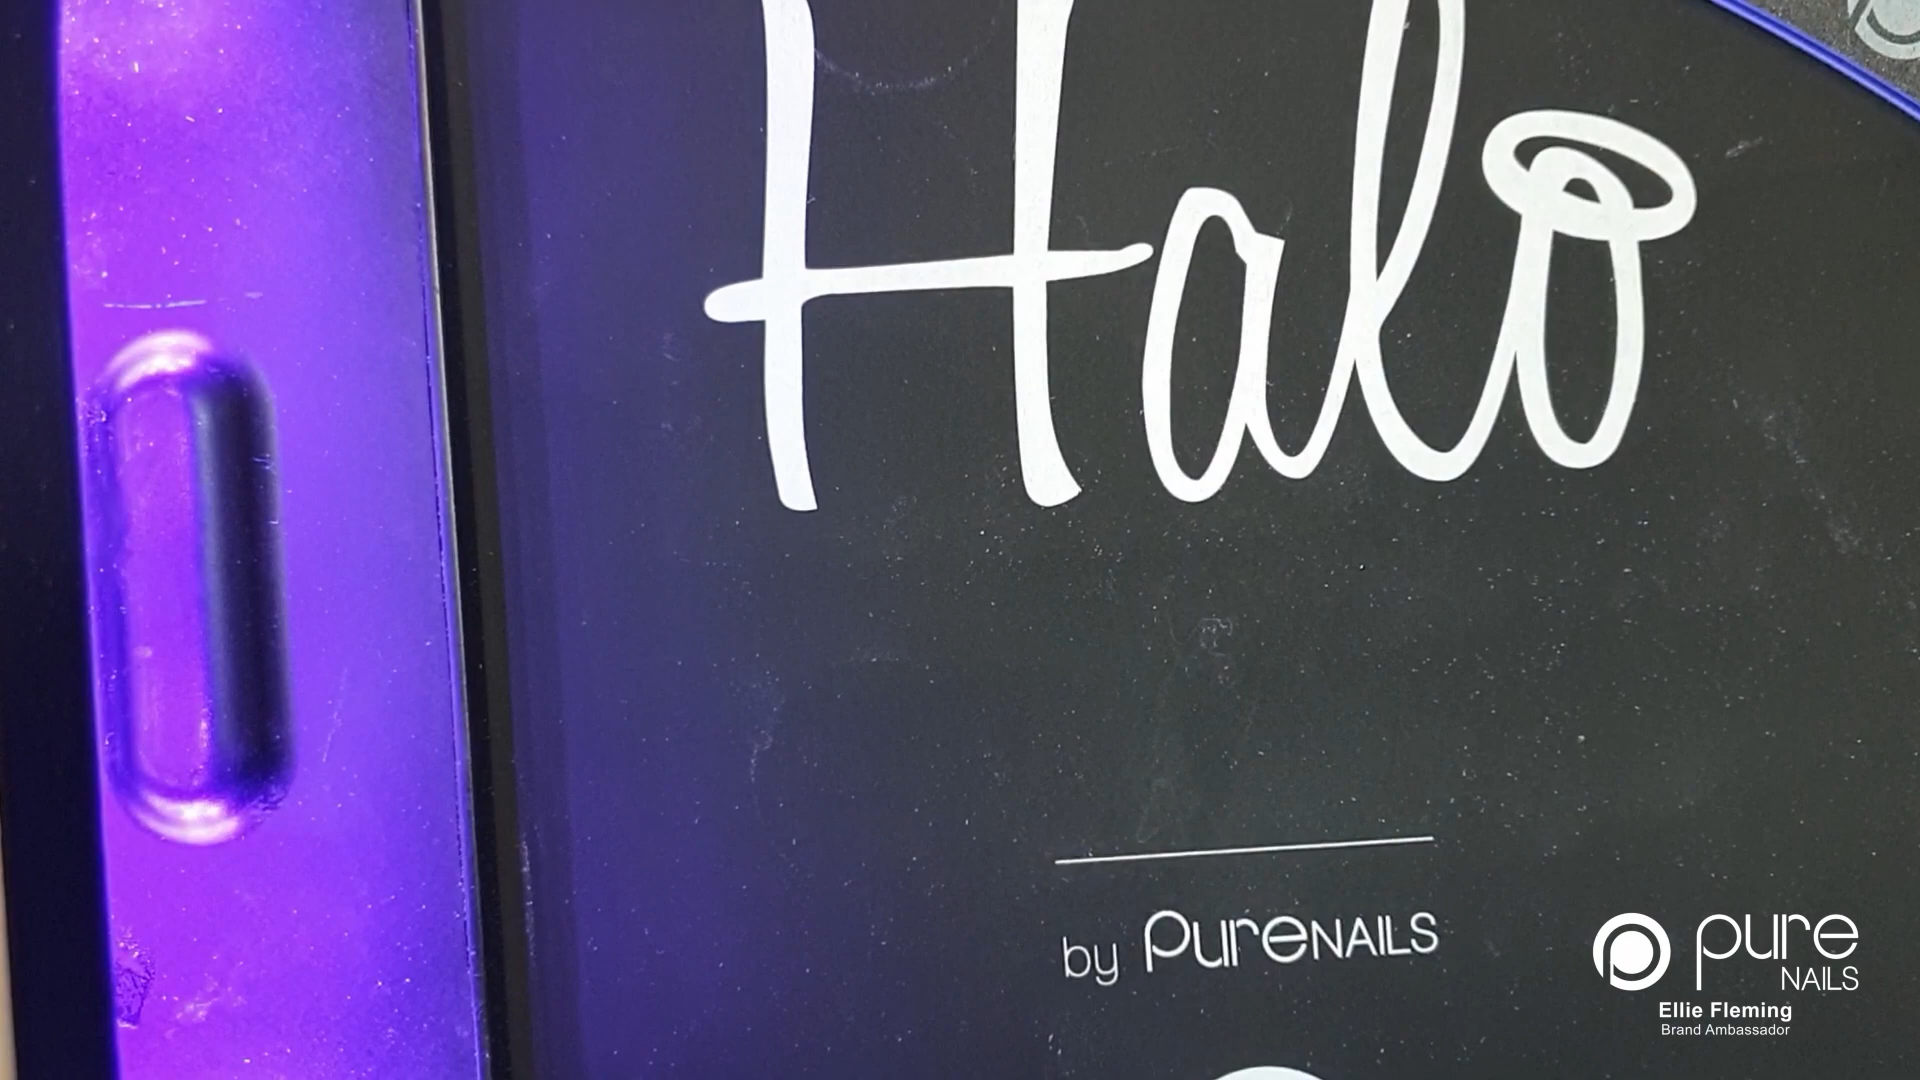 Halo
by PureNAILS
pure
NAILS
Ellie Fleming
Brand Ambassador